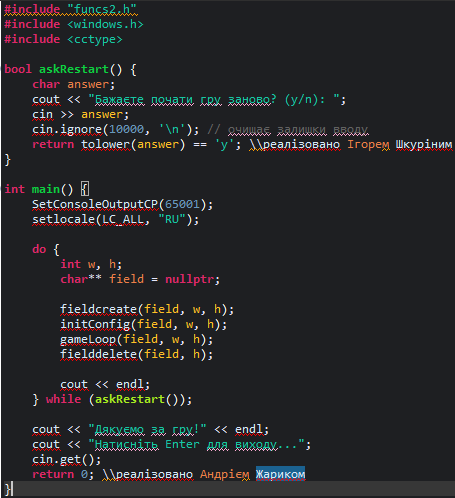 #include "funcs2.h"
#include <windows.h>
#include <cctype>
bool askRestart() {
char answer;
cout << "Бажаєте почати гру заново? (y/n): ";
cin >> answer;
cin.ignore(10000, '\n'); // очищає залишки вводу
return tolower(answer) == 'y'; \\реалізовано Ігорем Шкуріним
}
int main() {
SetConsoleOutputCP(65001);
setlocale(LC_ALL, "RU");
do {
int w, h;
char** field = nullptr;
fieldcreate(field, w, h);
initConfig(field, w, h);
gameLoop(field, w, h);
fielddelete(field, h);
cout << endl;
} while (askRestart());
cout << "Дякуємо за гру!" << endl;
cout << "Натисніть Enter для виходу...";
cin.get();
return 0; \\реалізовано Андрієм Жариком
}